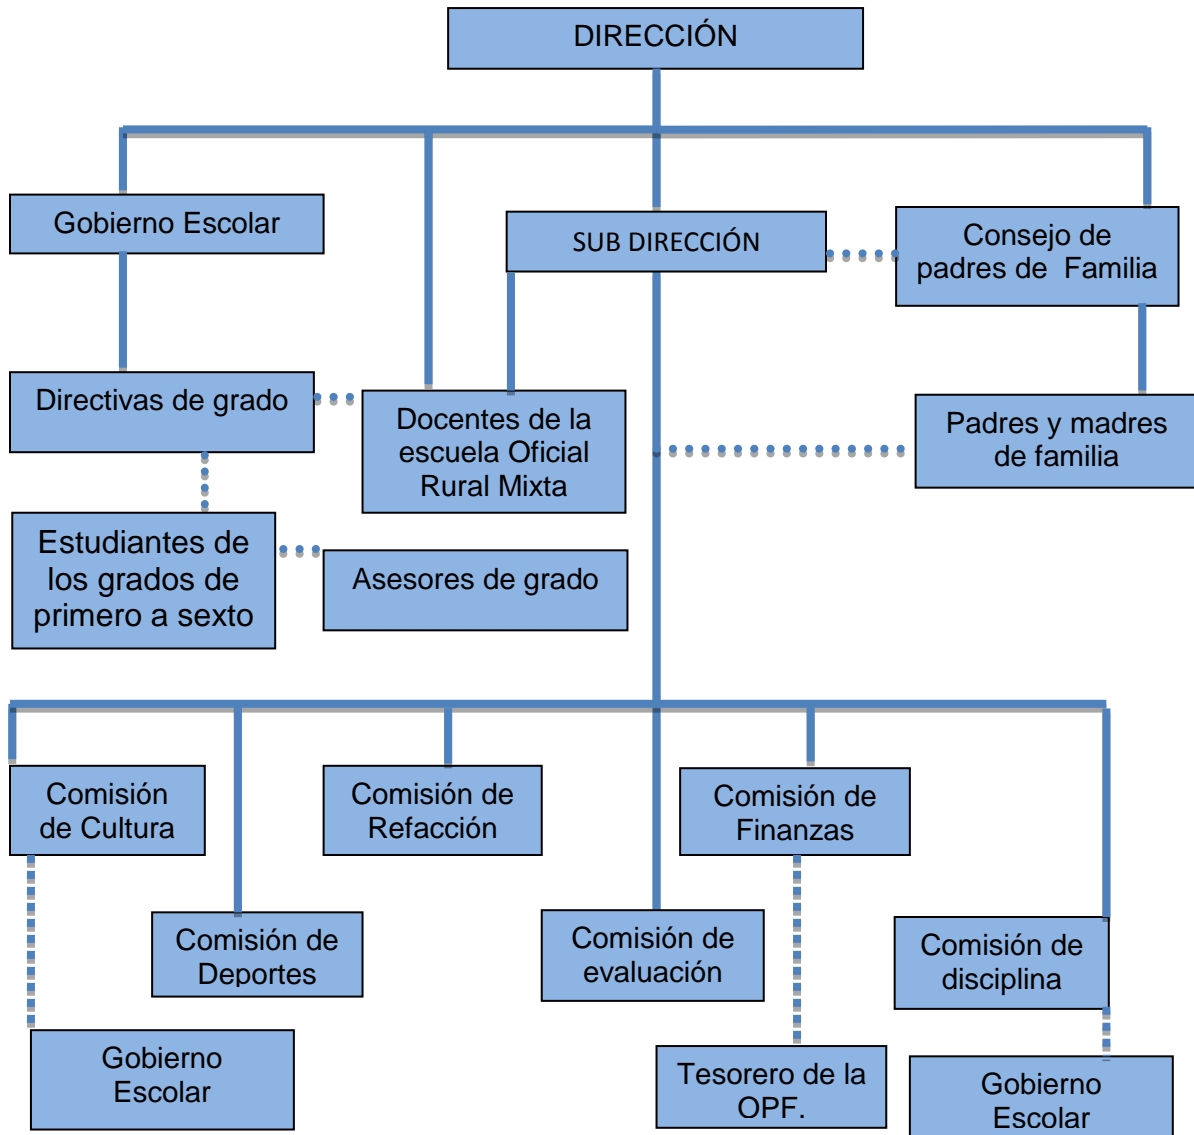 DIRECCIÓN
Gobierno Escolar
SUB DIRECCIÓN
Consejo de
padres de Familia
Directivas de grado
Docentes de la
escuela Oficial
Rural Mixta
Padres y madres
de familia
Estudiantes de
los grados de
primero a sexto
Asesores de grado
Comisión
de Cultura
Comisión de
Refacción
Comisión de
Finanzas
Comisión de
Deportes
Comisión de
evaluación
Comisión de
disciplina
Gobierno
Escolar
Tesorero de la
OPF.
Gobierno
Escolar